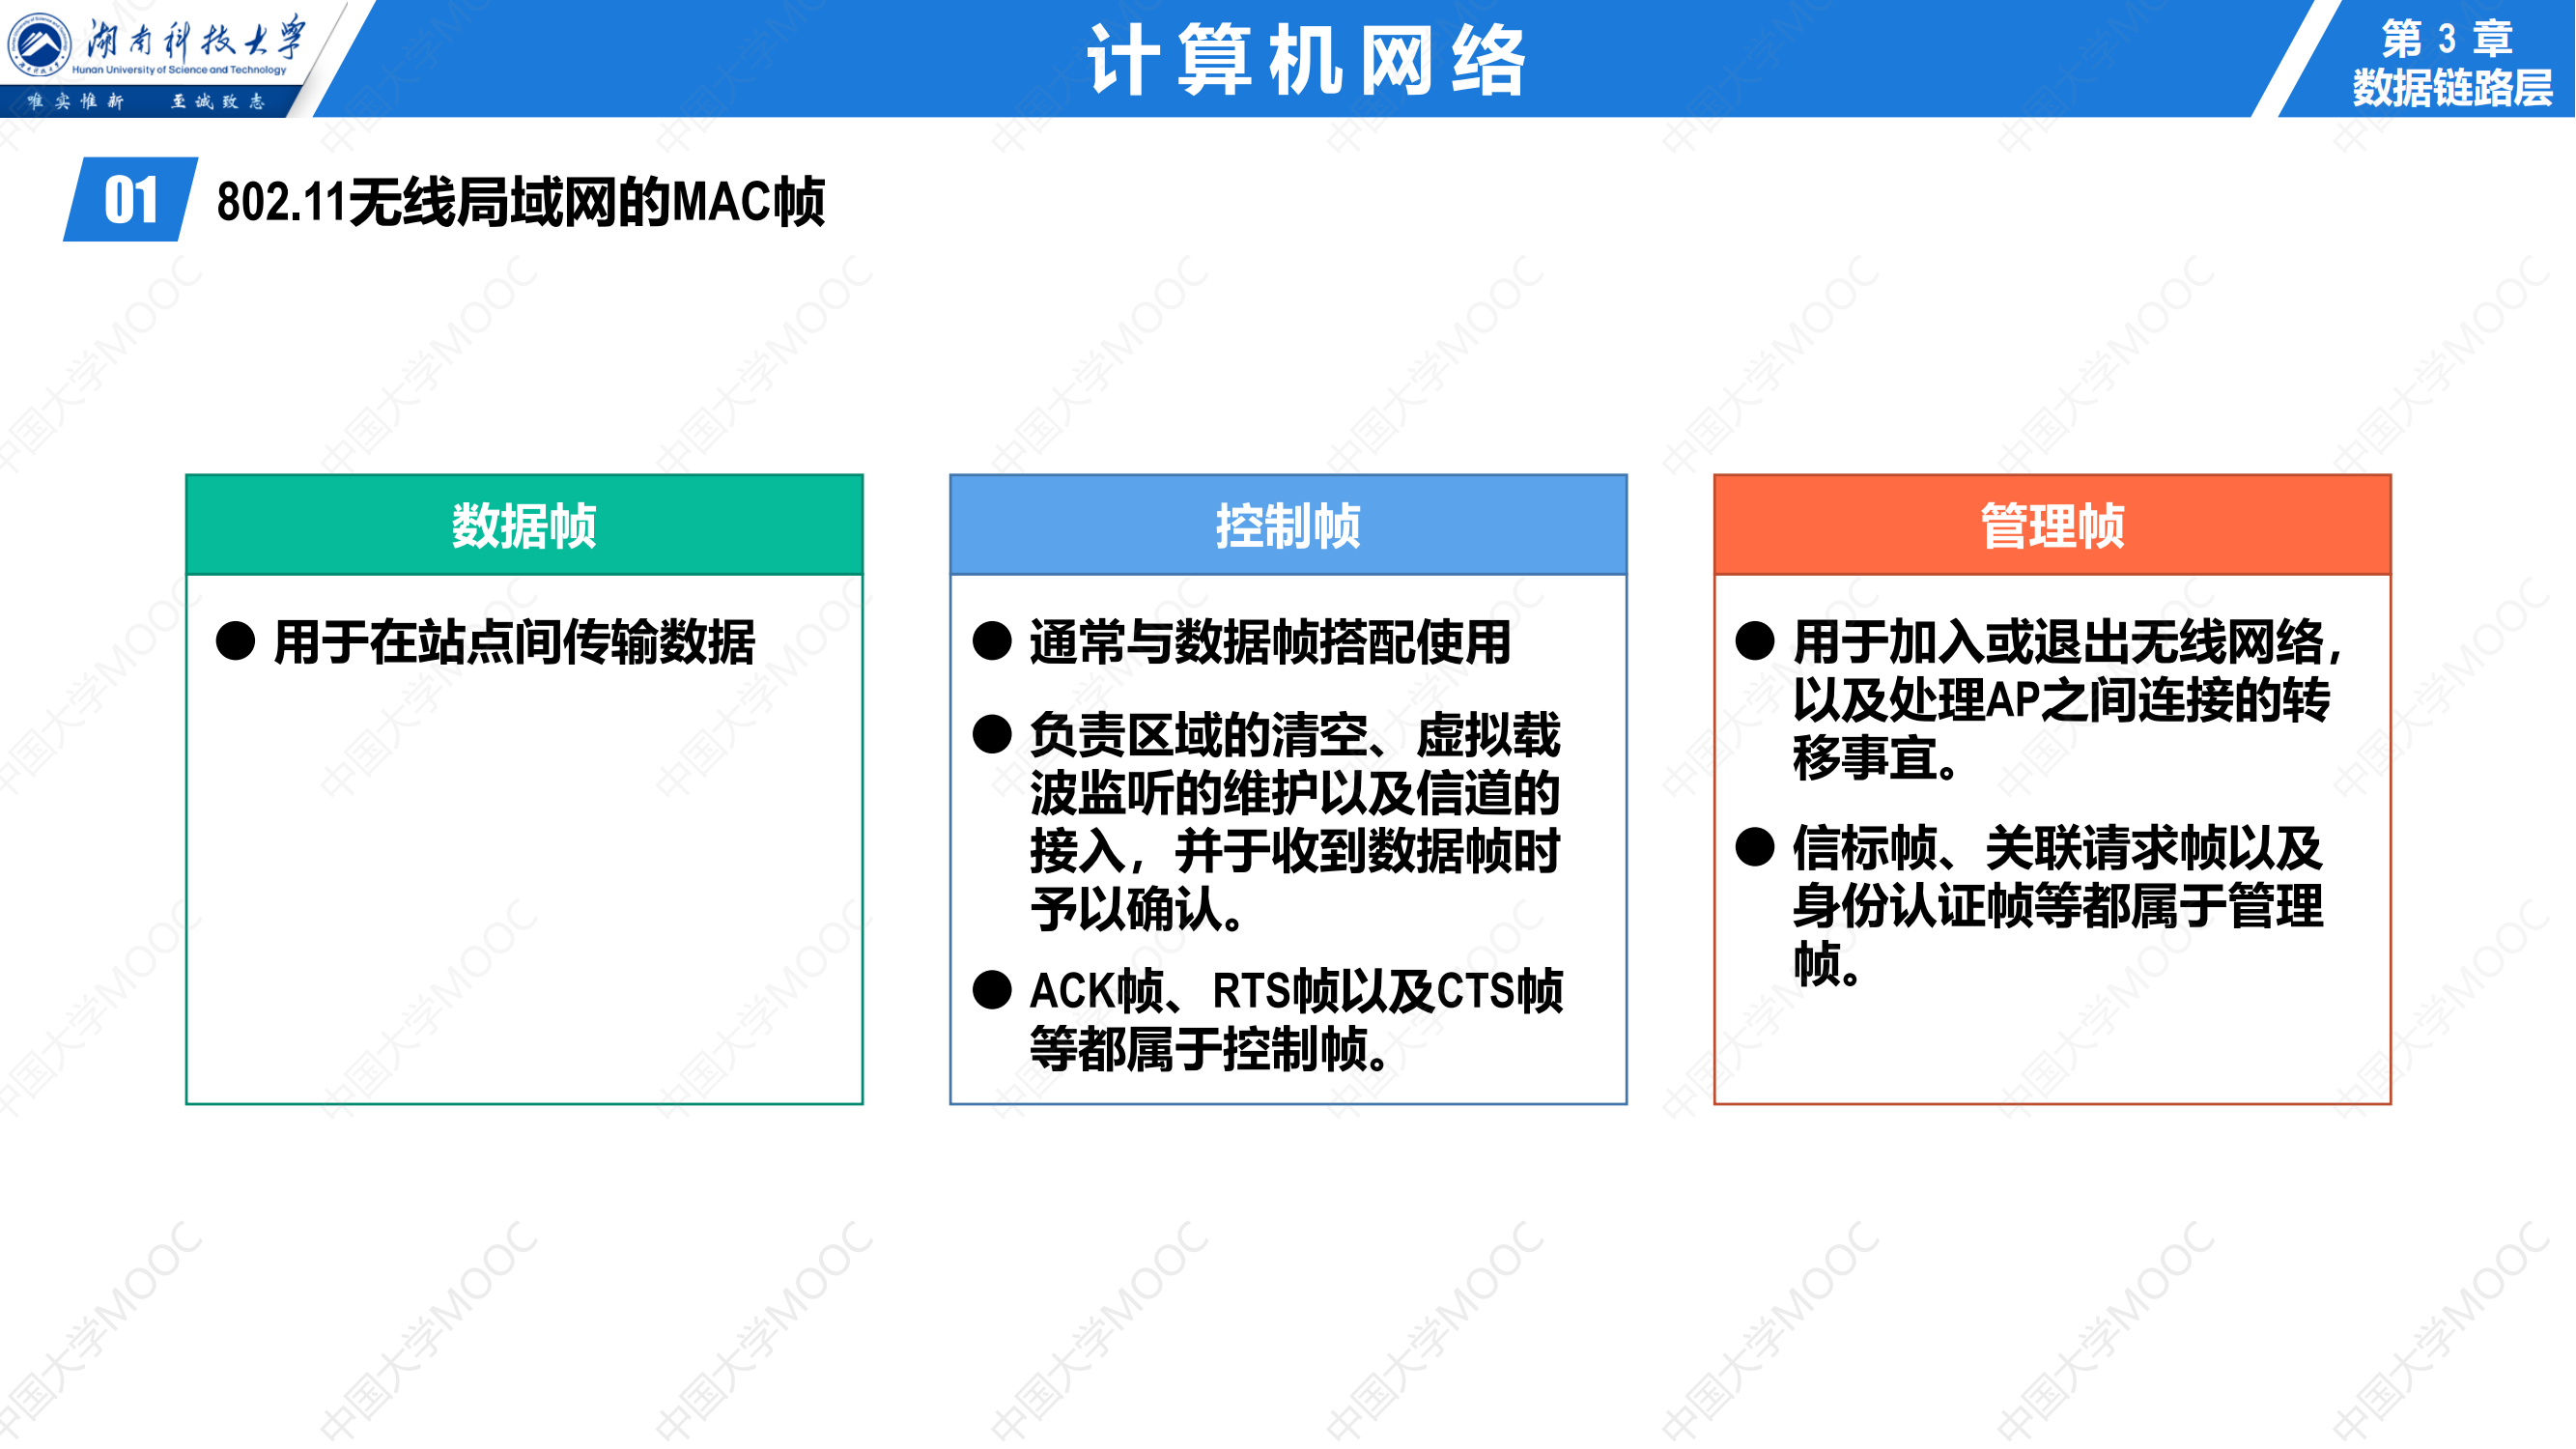 湖南科技大学
Hunan University of Science and Technology
唯实惟新 至诚致志
计算机网络
第 3 章
数据链路层
01
802.11无线局域网的MAC帧
数据帧
● 用于在站点间传输数据
控制帧
● 通常与数据帧搭配使用
● 负责区域的清空、虚拟载
波监听的维护以及信道的
接入，并于收到数据帧时
予以确认。
● ACK帧、RTS帧以及CTS帧
等都属于控制帧。
管理帧
● 用于加入或退出无线网络，
以及处理AP之间连接的转
移事宜。
● 信标帧、关联请求帧以及
身份认证帧等都属于管理
帧。
中国大学MOOC